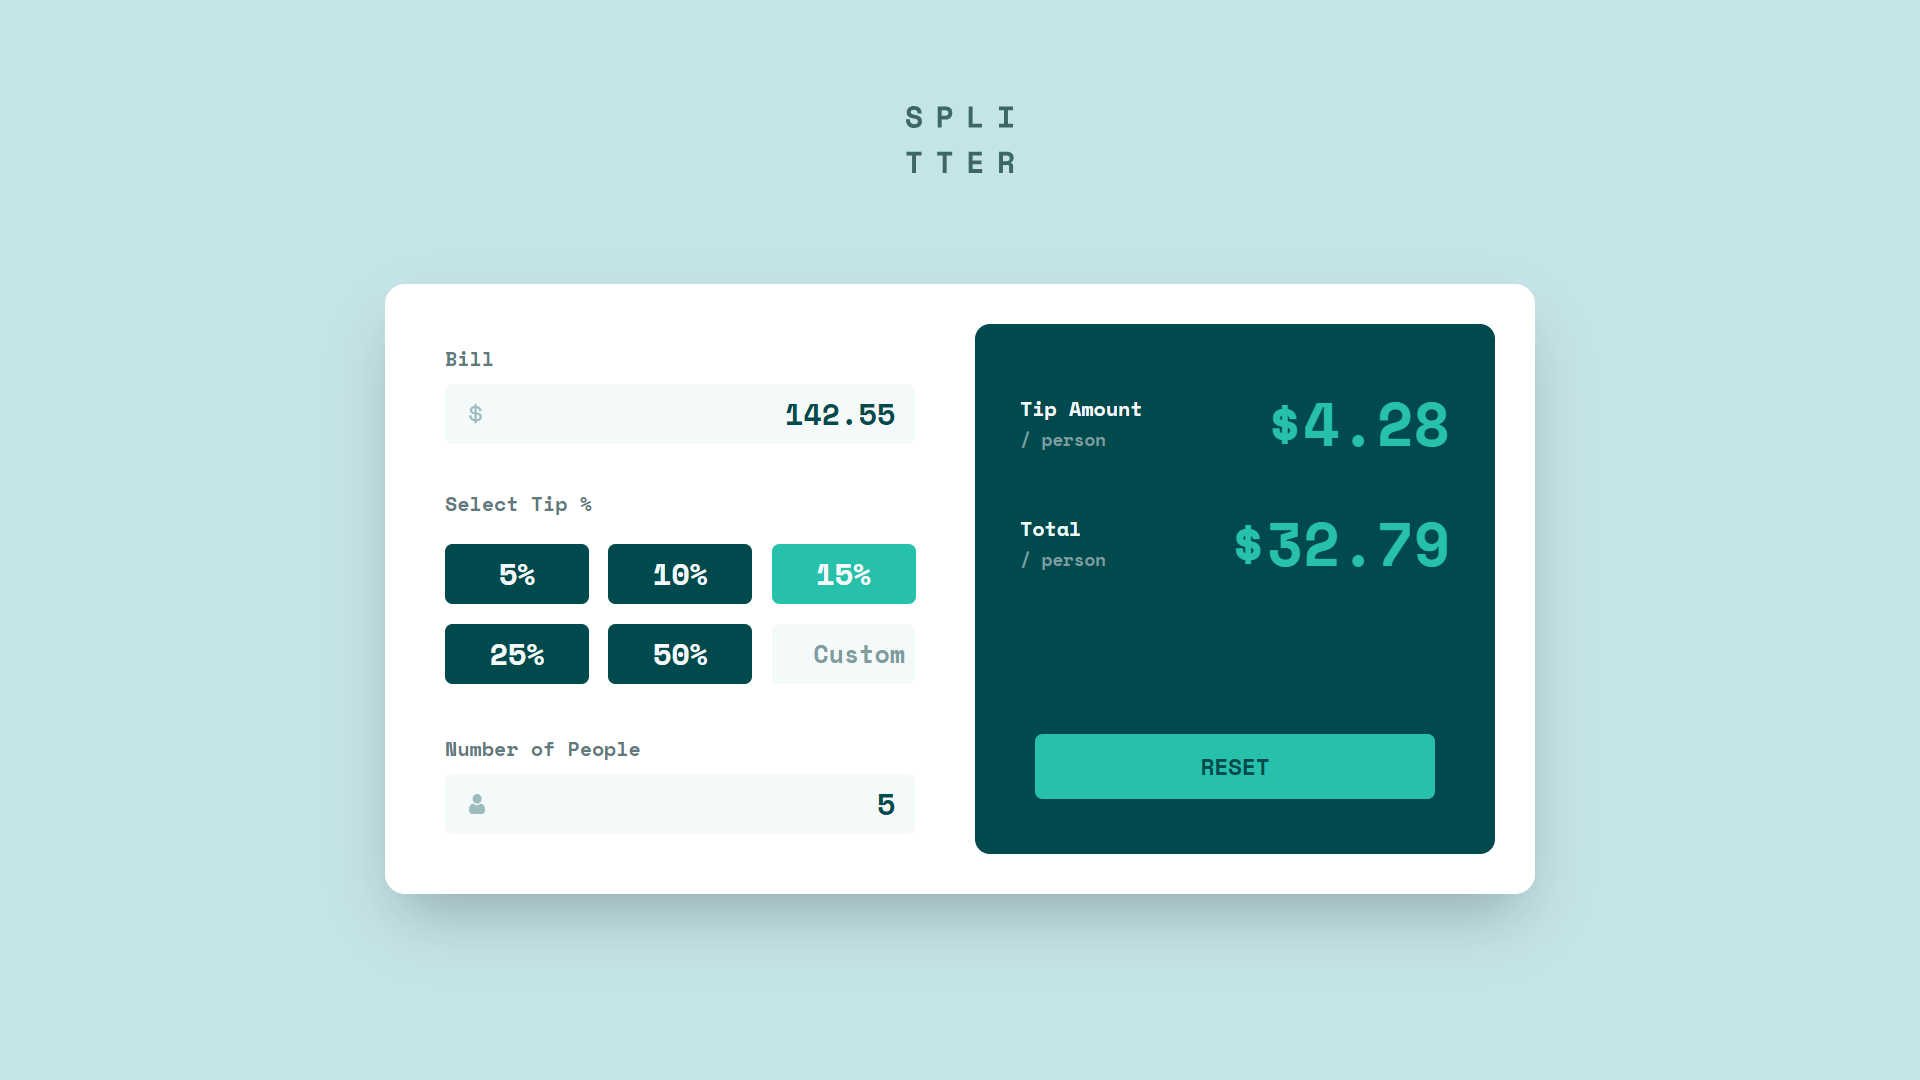 SPLI
TTER
Bill
$ 142.55
Select Tip %
5% 10% 15%
25% 50% Custom
Number of People
5
Tip Amount
/ person
$4.28
Total
/ person
$32.79
RESET